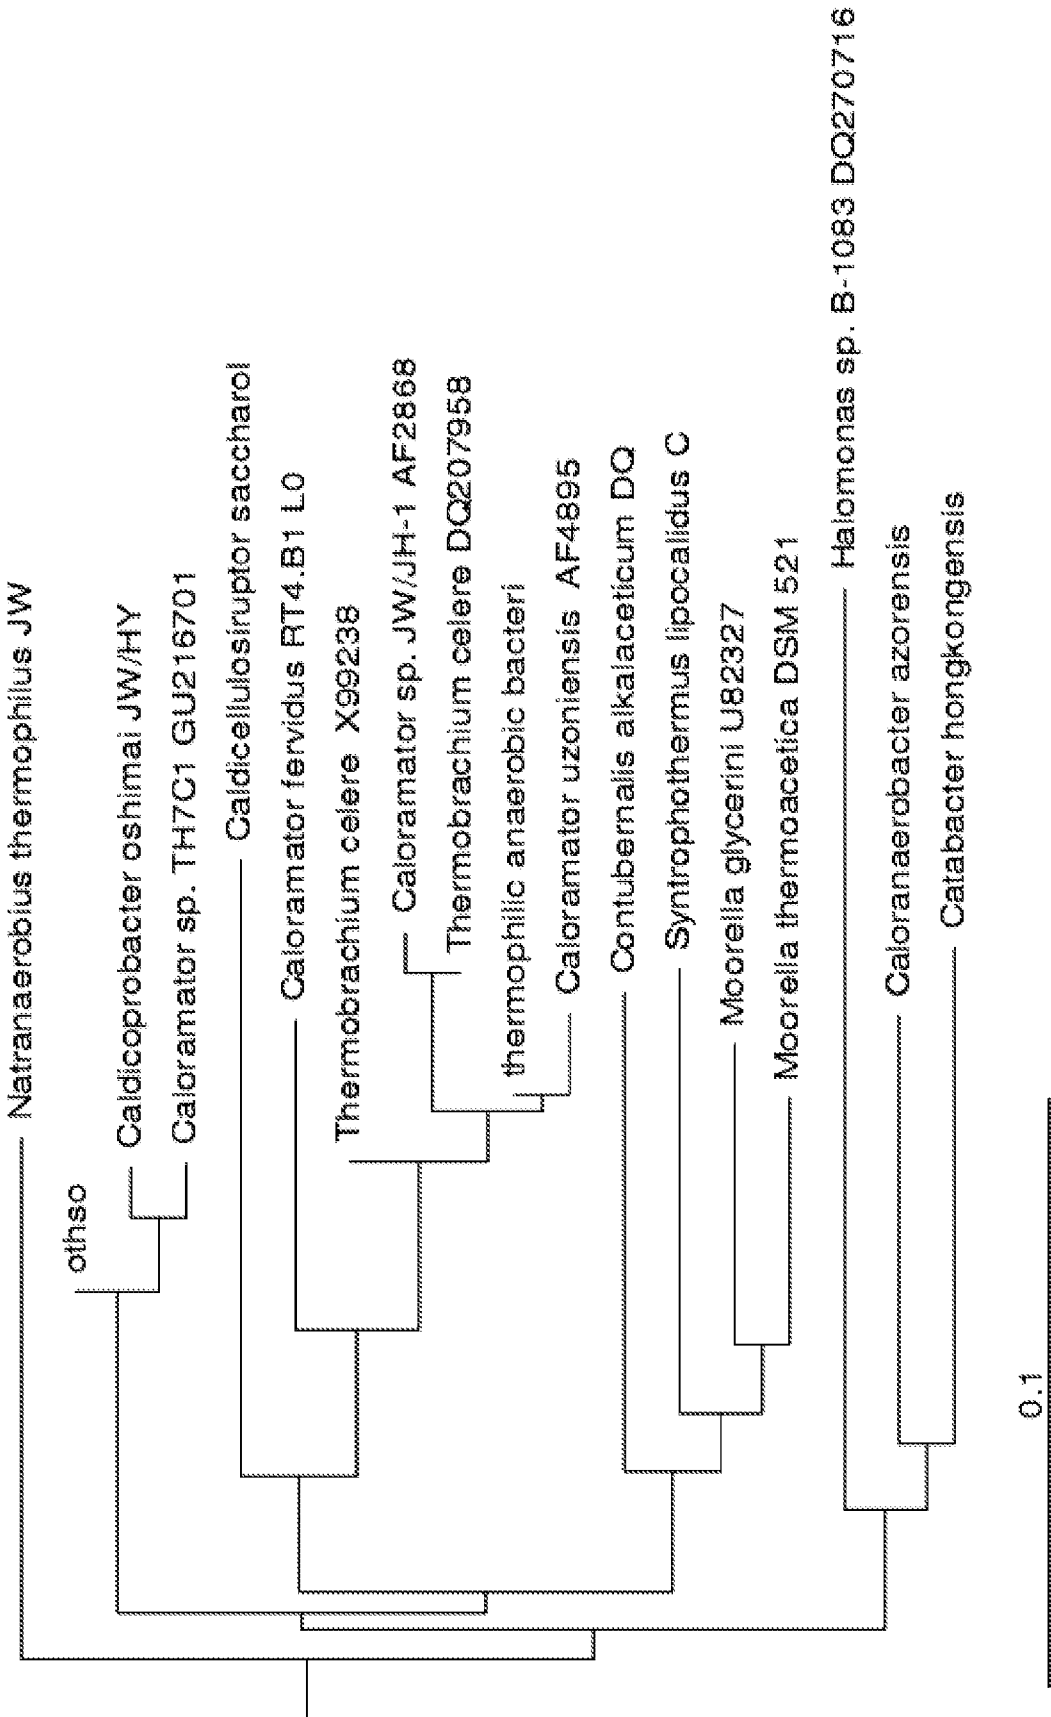 Natranaerobius thermophilus JW
othso
Caldicoprobacter oshimai JW/HY
Caloramator sp. TH7C1 GU216701
Caldicellulosiruptor saccharol
Caloramator fervidus RT4.B1 L0
Thermobrachium celere X99238
Caloramator sp. JW/JH-1 AF2868
Thermobrachium celere DQ207958
thermophilic anaerobic bacteri
Caloramator uzoniensis AF4895
Contubernalis alkalaceticum DQ
Syntrophothermus lipocalidus C
Moorella glycerini U82327
Moorella thermoacetica DSM 521
Halomonas sp. B-1083 DQ270716
Caloranaerobacter azorensis
Catabacter hongkongensis
0.1